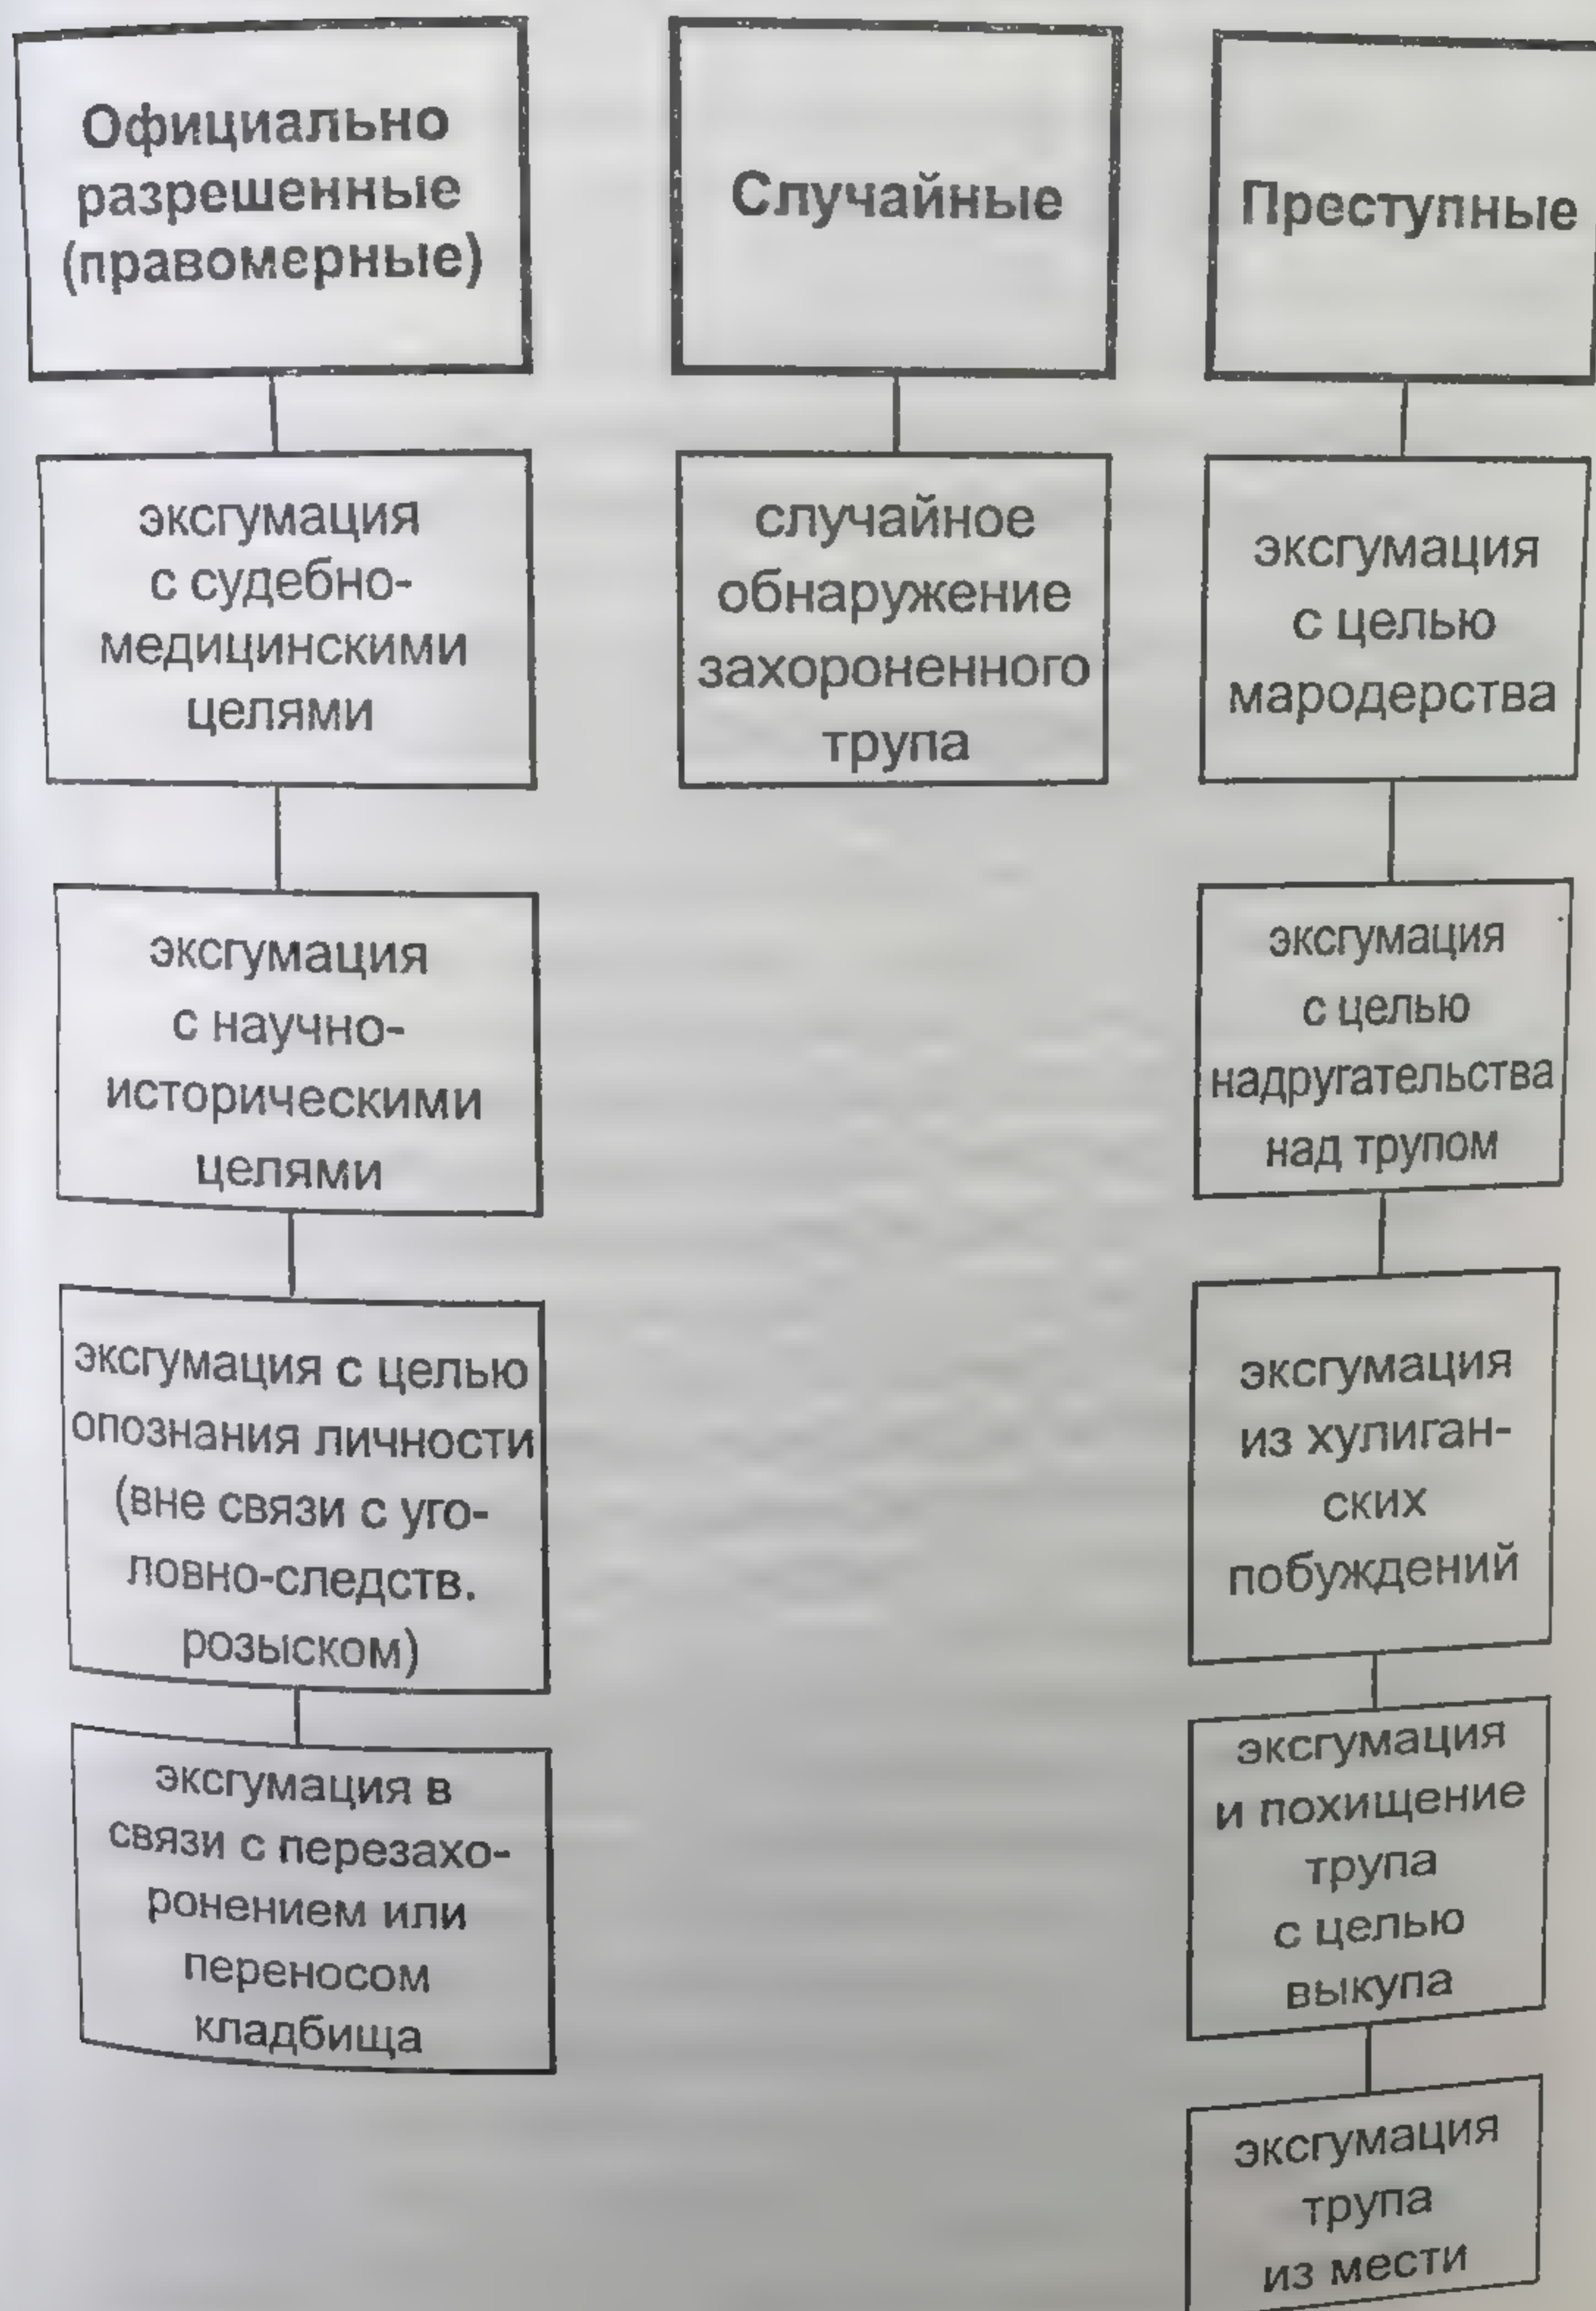 Официально
разрешенные
(правомерные)
эксгумация
с судебно-
медицинскими
целями
эксгумация
с научно-
историческими
целями
эксгумация с целью
опознания личности
(вне связи с уго-
ловно-следств.
розыском)
эксгумация в
связи с перезахо-
ронением или
переносом
кладбища
Случайные
случайное
обнаружение
захороненного
трупа
Преступные
эксгумация
с целью
мародерства
эксгумация
с целью
надругательства
над трупом
эксгумация
из хулиган-
ских
побуждений
эксгумация
и похищение
трупа
с целью
выкупа
эксгумация
трупа
из мести